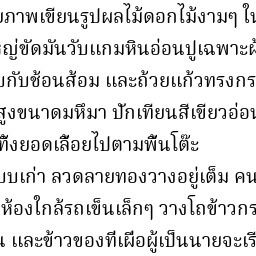 ยภาพเขียนรูปผลไม้ดอกไม้งามๆ ใน
หญ่ขัดมันวับแกมหินอ่อนปูเฉพาะผ้
บกับช้อนส้อม และถ้วยแก้วทรงกร
สูงขนาดมหึมา ปักเทียนสีเขียวอ่อน
ทั้งยอดเลื้อยไปตามพื้นโต๊ะ
บบเก่า ลวดลายทองวางอยู่เต็ม คน
ห้องใกล้รถเข็นเล็กๆ วางโถข้าวกร
น และข้าวของทีเผือผู้เป็นนายจะเรี